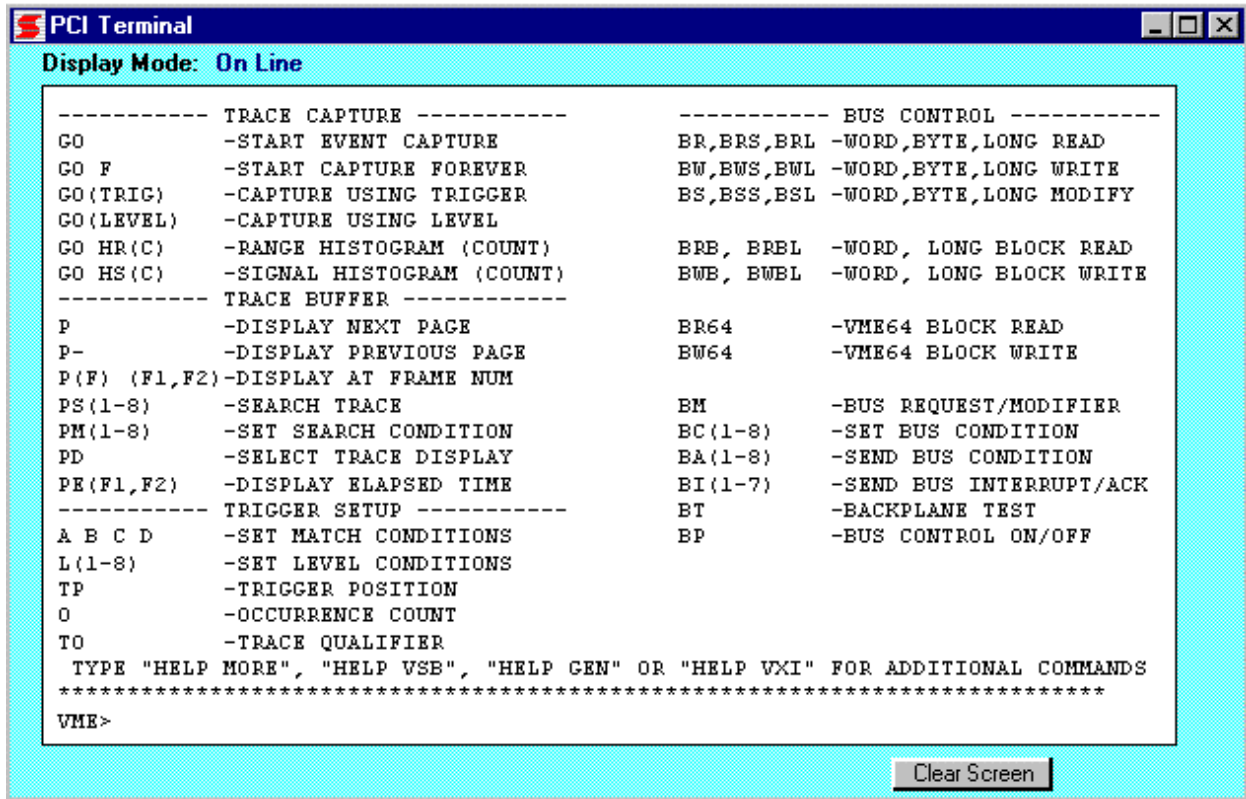 PCI Terminal
Display Mode: On Line
----------- TRACE CAPTURE ----------- ----------- BUS CONTROL -----------
GO -START EVENT CAPTURE BR,BRS,BRL -WORD,BYTE,LONG READ
GO F -START CAPTURE FOREVER BW,BWS,BWL -WORD,BYTE,LONG WRITE
GO(TRIG) -CAPTURE USING TRIGGER BS,BSS,BSL -WORD,BYTE,LONG MODIFY
GO(LEVEL) -CAPTURE USING LEVEL
GO HR(C) -RANGE HISTOGRAM (COUNT) BRB, BRBL -WORD, LONG BLOCK READ
GO HS(C) -SIGNAL HISTOGRAM (COUNT) BWB, BWBL -WORD, LONG BLOCK WRITE
----------- TRACE BUFFER ------------
P -DISPLAY NEXT PAGE BR64 -VME64 BLOCK READ
P- -DISPLAY PREVIOUS PAGE BW64 -VME64 BLOCK WRITE
P(F) (F1,F2)-DISPLAY AT FRAME NUM
PS(1-8) -SEARCH TRACE BM -BUS REQUEST/MODIFIER
PM(1-8) -SET SEARCH CONDITION BC(1-8) -SET BUS CONDITION
PD -SELECT TRACE DISPLAY BA(1-8) -SEND BUS CONDITION
PE(F1,F2) -DISPLAY ELAPSED TIME BI(1-7) -SEND BUS INTERRUPT/ACK
----------- TRIGGER SETUP ----------- BT -BACKPLANE TEST
A B C D -SET MATCH CONDITIONS BP -BUS CONTROL ON/OFF
L(1-8) -SET LEVEL CONDITIONS
TP -TRIGGER POSITION
O -OCCURRENCE COUNT
TO -TRACE QUALIFIER
TYPE "HELP MORE", "HELP VSB", "HELP GEN" OR "HELP VXI" FOR ADDITIONAL COMMANDS
****************************************************************************
VME>
Clear Screen